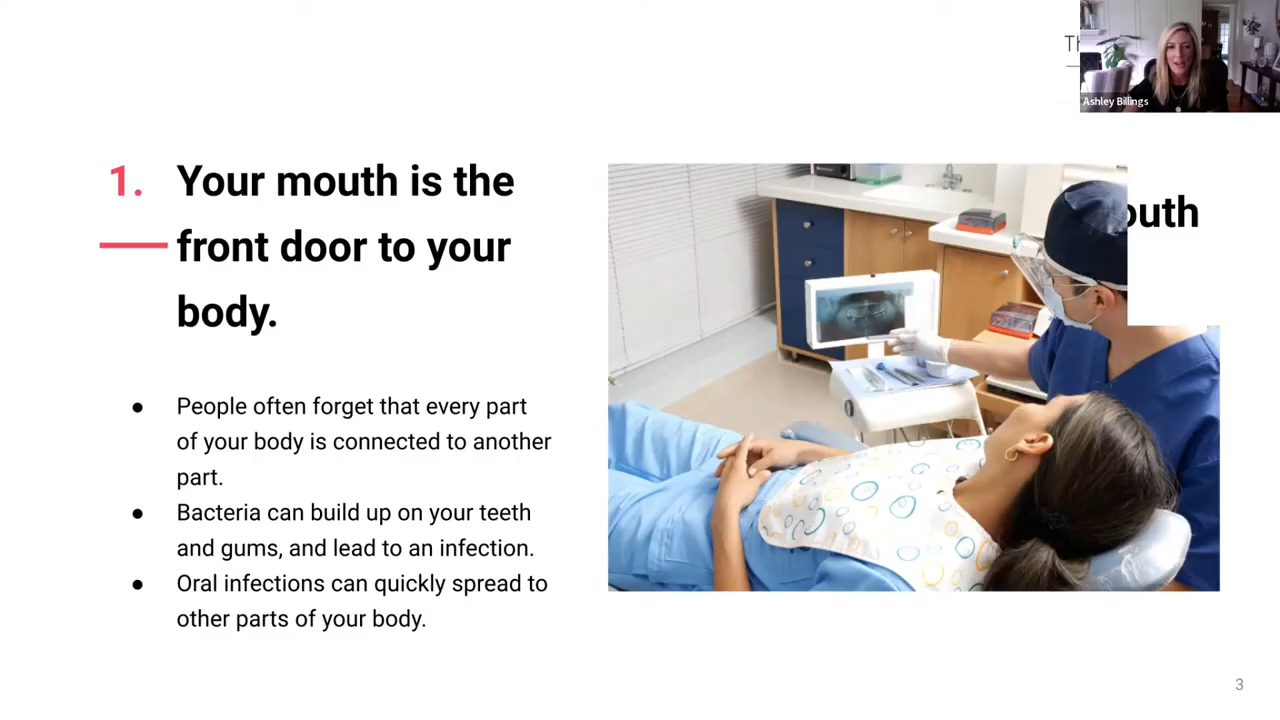 Ashley Billings
1. Your mouth is the
front door to your
body.
● People often forget that every part
of your body is connected to another
part.
● Bacteria can build up on your teeth
and gums, and lead to an infection.
● Oral infections can quickly spread to
other parts of your body.
3